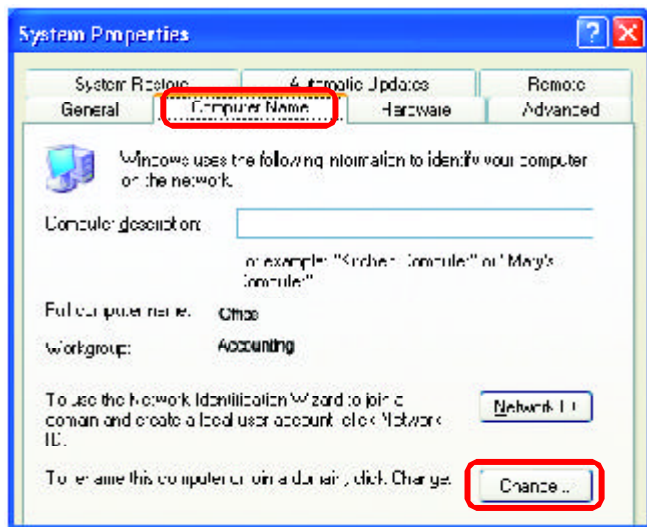 System Properties
System Restore Automatic Updates Remote
General Computer Name Hardware Advanced
Windows uses the following information to identify your computer
on the network.
Computer description:
For example: "Kitchen Computer" or "Mary's
Computer".
Full computer name: Office
Workgroup: Accounting
To use the Network Identification Wizard to join a
domain and create a local user account, click Network
ID.
Network ID
To rename this computer or join a domain, click Change.
Change...